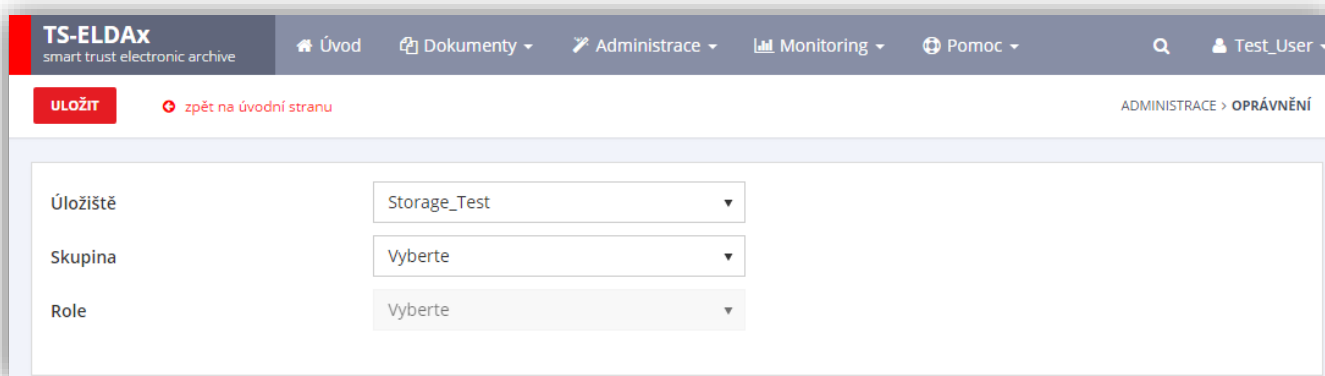 TS-ELDAx
smart trust electronic archive
Úvod Dokumenty Administrace Monitoring Pomoc Test_User
ULOŽIT zpět na úvodní stranu ADMINISTRACE > OPRÁVNĚNÍ
Úložiště Storage_Test
Skupina Vyberte
Role Vyberte